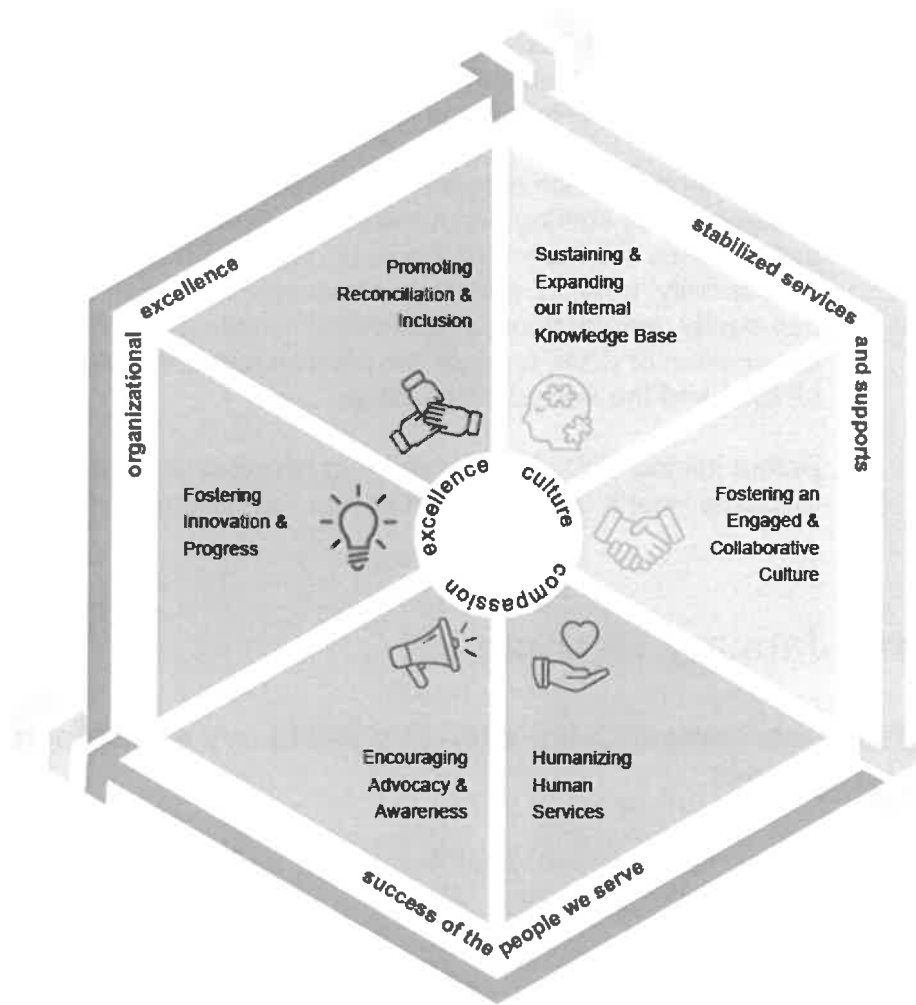 organizational excellence
stabilized services and supports
Promoting
Reconciliation &
Inclusion
Sustaining &
Expanding
our Internal
Knowledge Base
Fostering
Innovation &
Progress
excellence
culture
compassion
Fostering an
Engaged &
Collaborative
Culture
Encouraging
Advocacy &
Awareness
Humanizing
Human
Services
success of the people we serve